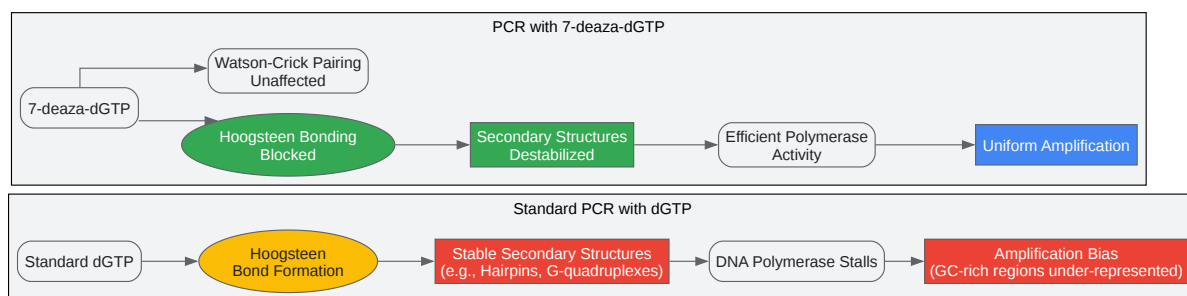 PCR with 7-deaza-dGTP
Watson-Crick Pairing
Unaffected
7-deaza-dGTP
Hoogsteen Bonding
Blocked
Secondary Structures
Destabilized
Efficient Polymerase
Activity
Uniform Amplification
Standard PCR with dGTP
Standard dGTP
Hoogsteen
Bond Formation
Stable Secondary Structures
(e.g., Hairpins, G-quadruplexes)
DNA Polymerase Stalls
Amplification Bias
(GC-rich regions under-represented)